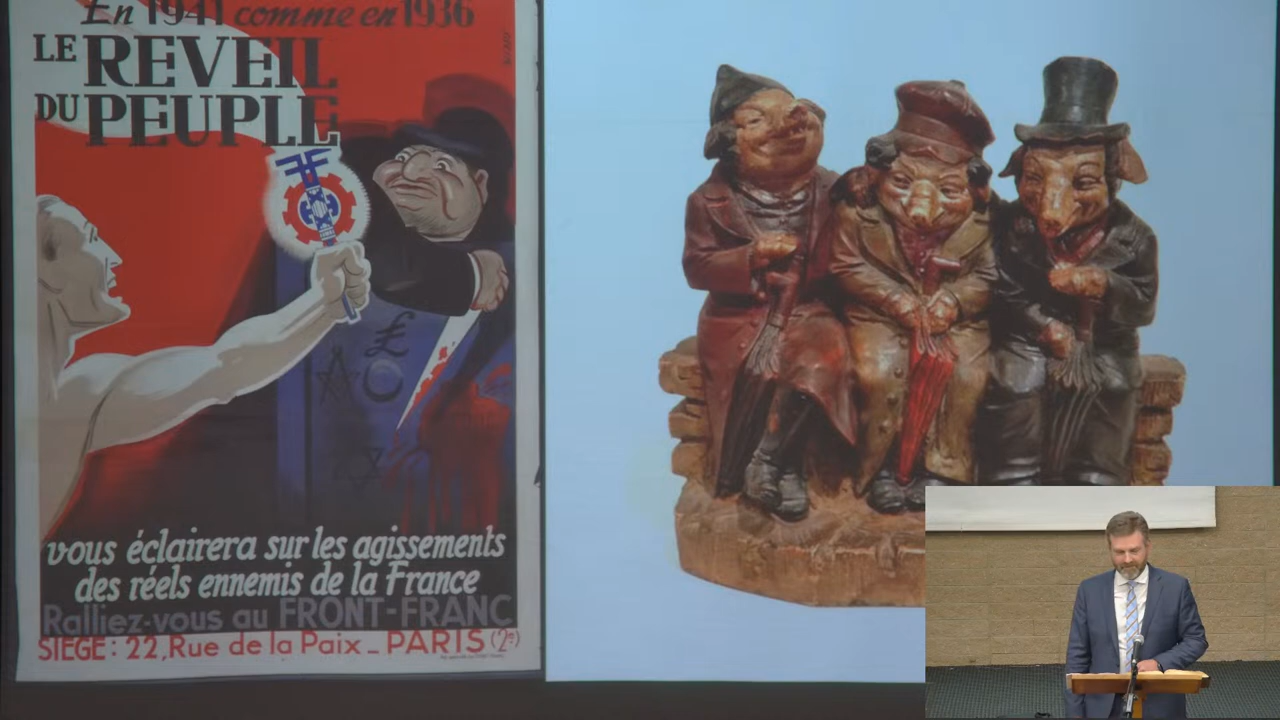 En 1941 comme en 1936
LE REVEIL
DU PEUPLE
£
vous éclairera sur les agissements
des réels ennemis de la France
Ralliez-vous au FRONT-FRANC
SIEGE: 22, Rue de la Paix _ PARIS (2e)